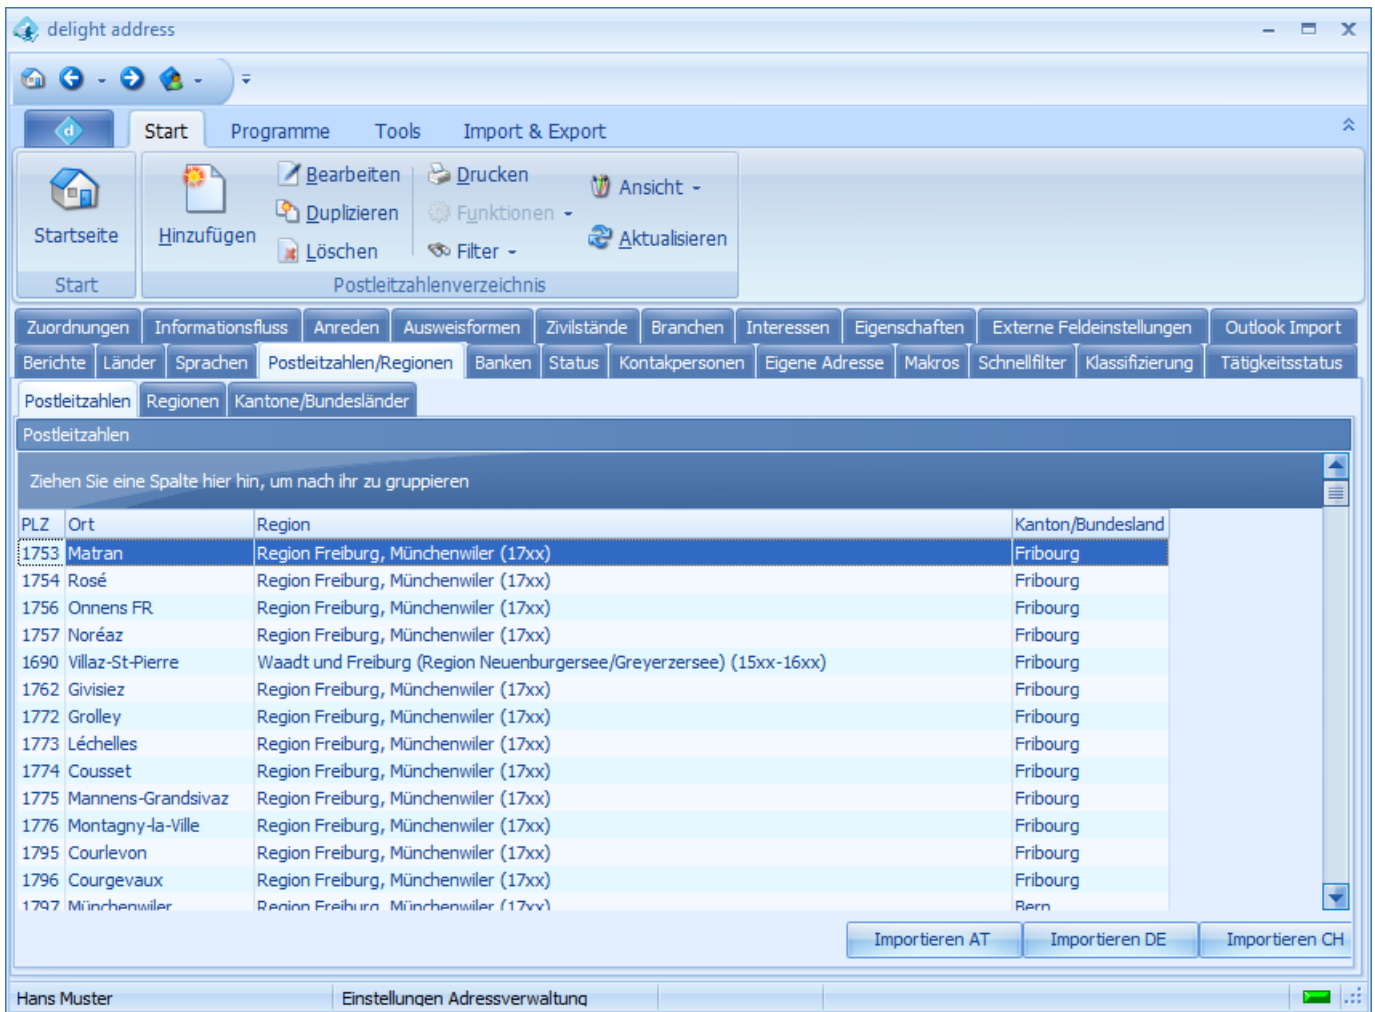 delight address
Start Programme Tools Import & Export
Startseite
Hinzufügen
Bearbeiten
Duplizieren
Löschen
Drucken
Funktionen
Filter
Ansicht
Aktualisieren
Start
Postleitzahlenverzeichnis
Zuordnungen Informationsfluss Anreden Ausweisformen Zivilstände Branchen Interessen Eigenschaften Externe Feldeinstellungen Outlook Import
Berichte Länder Sprachen Postleitzahlen/Regionen Banken Status Kontakpersonen Eigene Adresse Makros Schnellfilter Klassifizierung Tätigkeitsstatus
Postleitzahlen Regionen Kantone/Bundesländer
Postleitzahlen
Ziehen Sie eine Spalte hier hin, um nach ihr zu gruppieren
PLZ Ort Region Kanton/Bundesland
1753 Matran Region Freiburg, Münchenwiler (17xx) Fribourg
1754 Rosé Region Freiburg, Münchenwiler (17xx) Fribourg
1756 Onnens FR Region Freiburg, Münchenwiler (17xx) Fribourg
1757 Noréaz Region Freiburg, Münchenwiler (17xx) Fribourg
1690 Villaz-St-Pierre Waadt und Freiburg (Region Neuenburgersee/Greyerzersee) (15xx-16xx) Fribourg
1762 Givisiez Region Freiburg, Münchenwiler (17xx) Fribourg
1772 Grolley Region Freiburg, Münchenwiler (17xx) Fribourg
1773 Léchelles Region Freiburg, Münchenwiler (17xx) Fribourg
1774 Cousset Region Freiburg, Münchenwiler (17xx) Fribourg
1775 Mannens-Grandsivaz Region Freiburg, Münchenwiler (17xx) Fribourg
1776 Montagny-la-Ville Region Freiburg, Münchenwiler (17xx) Fribourg
1795 Courlevon Region Freiburg, Münchenwiler (17xx) Fribourg
1796 Courgevaux Region Freiburg, Münchenwiler (17xx) Fribourg
1797 Münchenwiler Region Freiburg, Münchenwiler (17xx) Bern
Importieren AT Importieren DE Importieren CH
Hans Muster Einstellungen Adressverwaltung